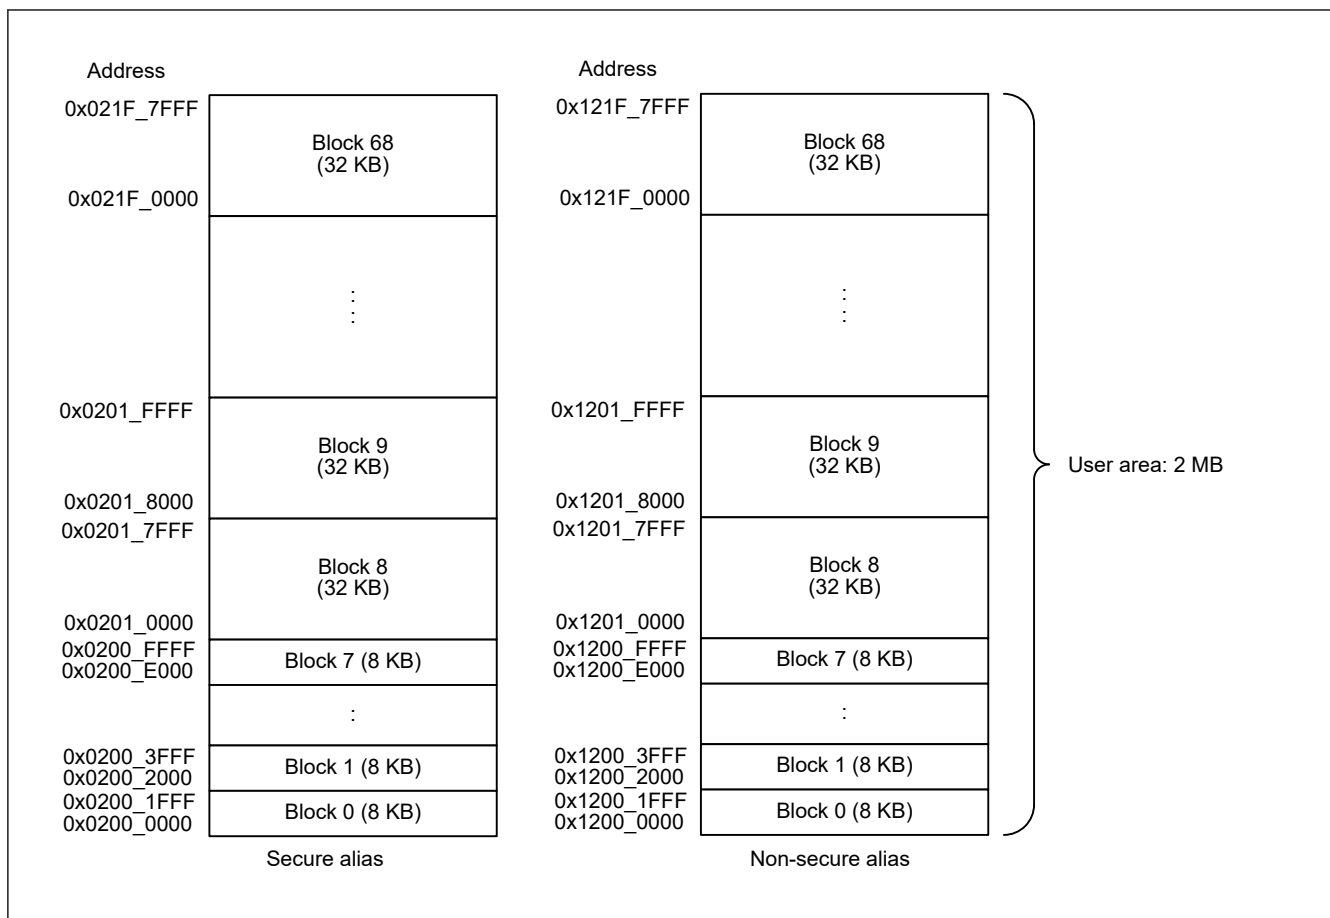 Address
0x021F_7FFF
Block 68
(32 KB)
0x021F_0000
:
:
0x0201_FFFF
Block 9
(32 KB)
0x0201_8000
0x0201_7FFF
Block 8
(32 KB)
0x0201_0000
0x0200_FFFF
0x0200_E000
Block 7 (8 KB)
:
0x0200_3FFF
0x0200_2000
Block 1 (8 KB)
0x0200_1FFF
0x0200_0000
Block 0 (8 KB)
Secure alias
Address
0x121F_7FFF
Block 68
(32 KB)
0x121F_0000
:
:
0x1201_FFFF
Block 9
(32 KB)
0x1201_8000
0x1201_7FFF
Block 8
(32 KB)
0x1201_0000
0x1200_FFFF
0x1200_E000
Block 7 (8 KB)
:
0x1200_3FFF
0x1200_2000
Block 1 (8 KB)
0x1200_1FFF
0x1200_0000
Block 0 (8 KB)
Non-secure alias
User area: 2 MB